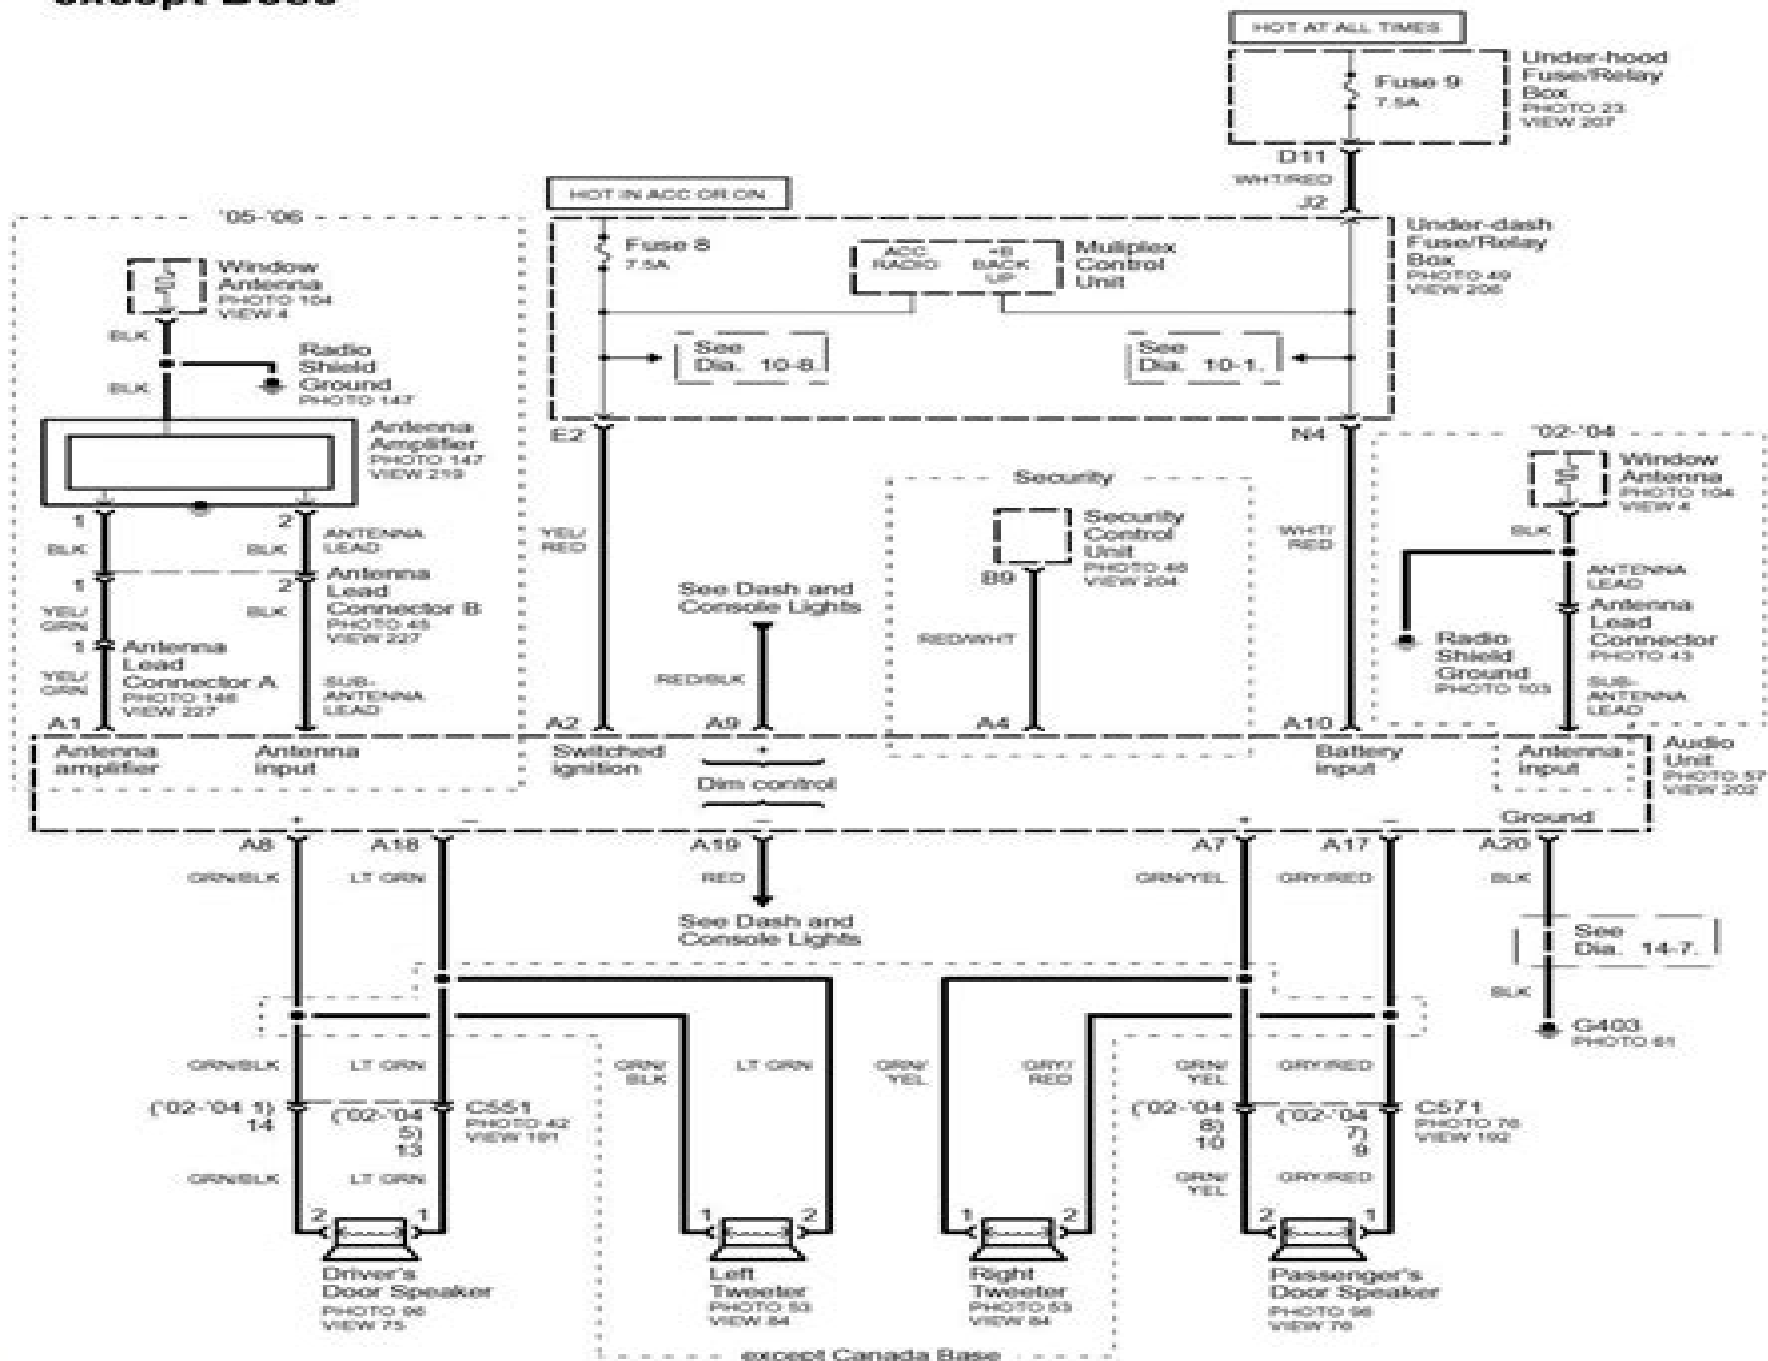 HOT AT ALL TIMES
Fuse 9
7.5A
Under-hood
Fuse/Relay
Box
PHOTO 23
VIEW 207
D11
WHT/RED
J2
HOT IN ACC OR ON
'05-'06
Window
Antenna
PHOTO 104
VIEW 4
BLK
BLK
Radio
Shield
Ground
PHOTO 147
Antenna
Amplifier
PHOTO 147
VIEW 219
1
2
BLK
BLK
ANTENNA
LEAD
1
2
Antenna
Lead
Connector B
PHOTO 45
VIEW 227
YEL/
GRN
BLK
1
Antenna
Lead
Connector A
PHOTO 146
VIEW 227
YEL/
GRN
SUB-
ANTENNA
LEAD
A1
Fuse 8
7.5A
ACC
RADIO
+B
BACK
UP
Muliplex
Control
Unit
Under-dash
Fuse/Relay
Box
PHOTO 49
VIEW 206
See
Dia. 10-8.
See
Dia. 10-1.
E2
N4
YEL/
RED
See Dash and
Console Lights
RED/BLK
Security
Security
Control
Unit
PHOTO 48
VIEW 204
B9
RED/WHT
WHT/
RED
A2
A9
A4
A10
'02-'04
Window
Antenna
PHOTO 104
VIEW 4
BLK
ANTENNA
LEAD
Antenna
Lead
Connector
PHOTO 43
Radio
Shield
Ground
PHOTO 103
SUB-
ANTENNA
LEAD
Antenna
amplifier
Antenna
input
Switched
ignition
+
Dim control
–
Battery
input
Antenna
input
Audio
Unit
PHOTO 57
VIEW 202
Ground
+
–
+
–
A8
A18
A19
A7
A17
A20
GRN/BLK
LT GRN
RED
GRN/YEL
GRY/RED
BLK
See Dash and
Console Lights
See
Dia. 14-7.
BLK
G403
PHOTO 61
GRN/BLK
LT GRN
GRN/
BLK
LT GRN
GRN/
YEL
GRY/
RED
GRN/
YEL
GRY/RED
('02-'04 1)
14
('02-'04
5)
13
C551
PHOTO 42
VIEW 191
('02-'04
8)
10
('02-'04
7)
9
C571
PHOTO 76
VIEW 192
GRN/BLK
LT GRN
GRN/
YEL
GRY/RED
2
1
1
2
1
2
2
1
Driver's
Door Speaker
PHOTO 96
VIEW 75
Left
Tweeter
PHOTO 53
VIEW 84
Right
Tweeter
PHOTO 53
VIEW 84
Passenger's
Door Speaker
PHOTO 96
VIEW 76
except Canada Base